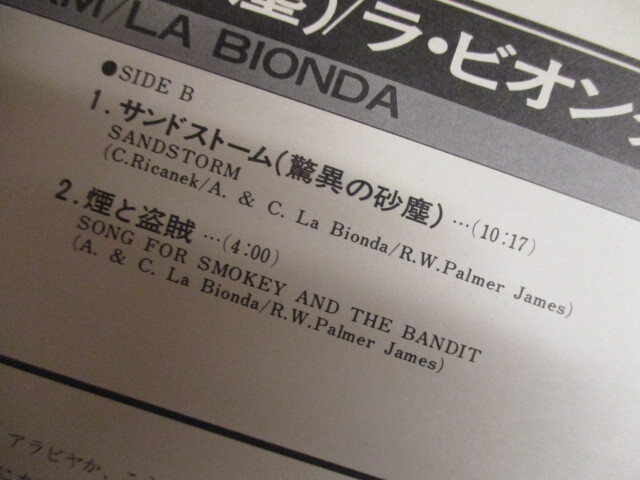 塵)/ラ・ビオン
RM/LA BIONDA
●SIDE B
1. サンドストーム(驚異の砂塵) …(10:17)
SANDSTORM
(C.Ricanek/A. & C. La Bionda/R.W.Palmer James)
2. 煙と盗賊 …(4:00)
SONG FOR SMOKEY AND THE BANDIT
(A. & C. La Bionda/R.W.Palmer James)
アラビヤか、こ